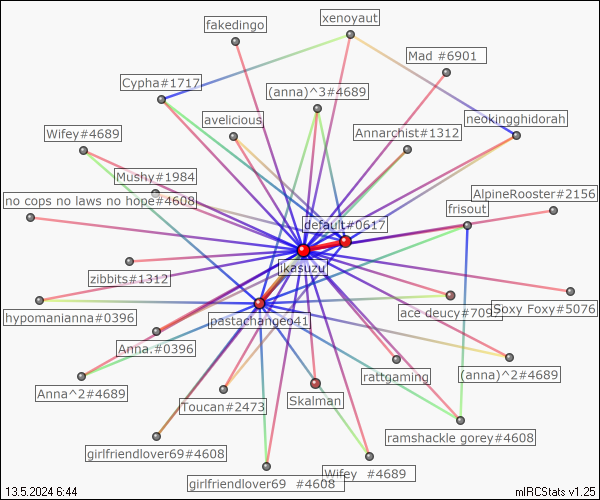 fakedingo
xenoyaut
Mad #6901
Cypha#1717
(anna)^3#4689
avelicious
neokingghidorah
Wifey#4689
Annarchist#1312
Mushy#1984
no cops no laws no hope#4608
AlpineRooster#2156
default#0617
frisout
ikasuzu
zibbits#1312
hypomanianna#0396
pastachangeo41
ace deucy#709
Soxy Foxy#5076
Anna.#0396
rattgaming
(anna)^2#4689
Anna^2#4689
Toucan#2473
Skalman
ramshackle gorey#4608
girlfriendlover69#4608
girlfriendlover69 #4608
Wifey #4689
13.5.2024 6:44
mIRCStats v1.25